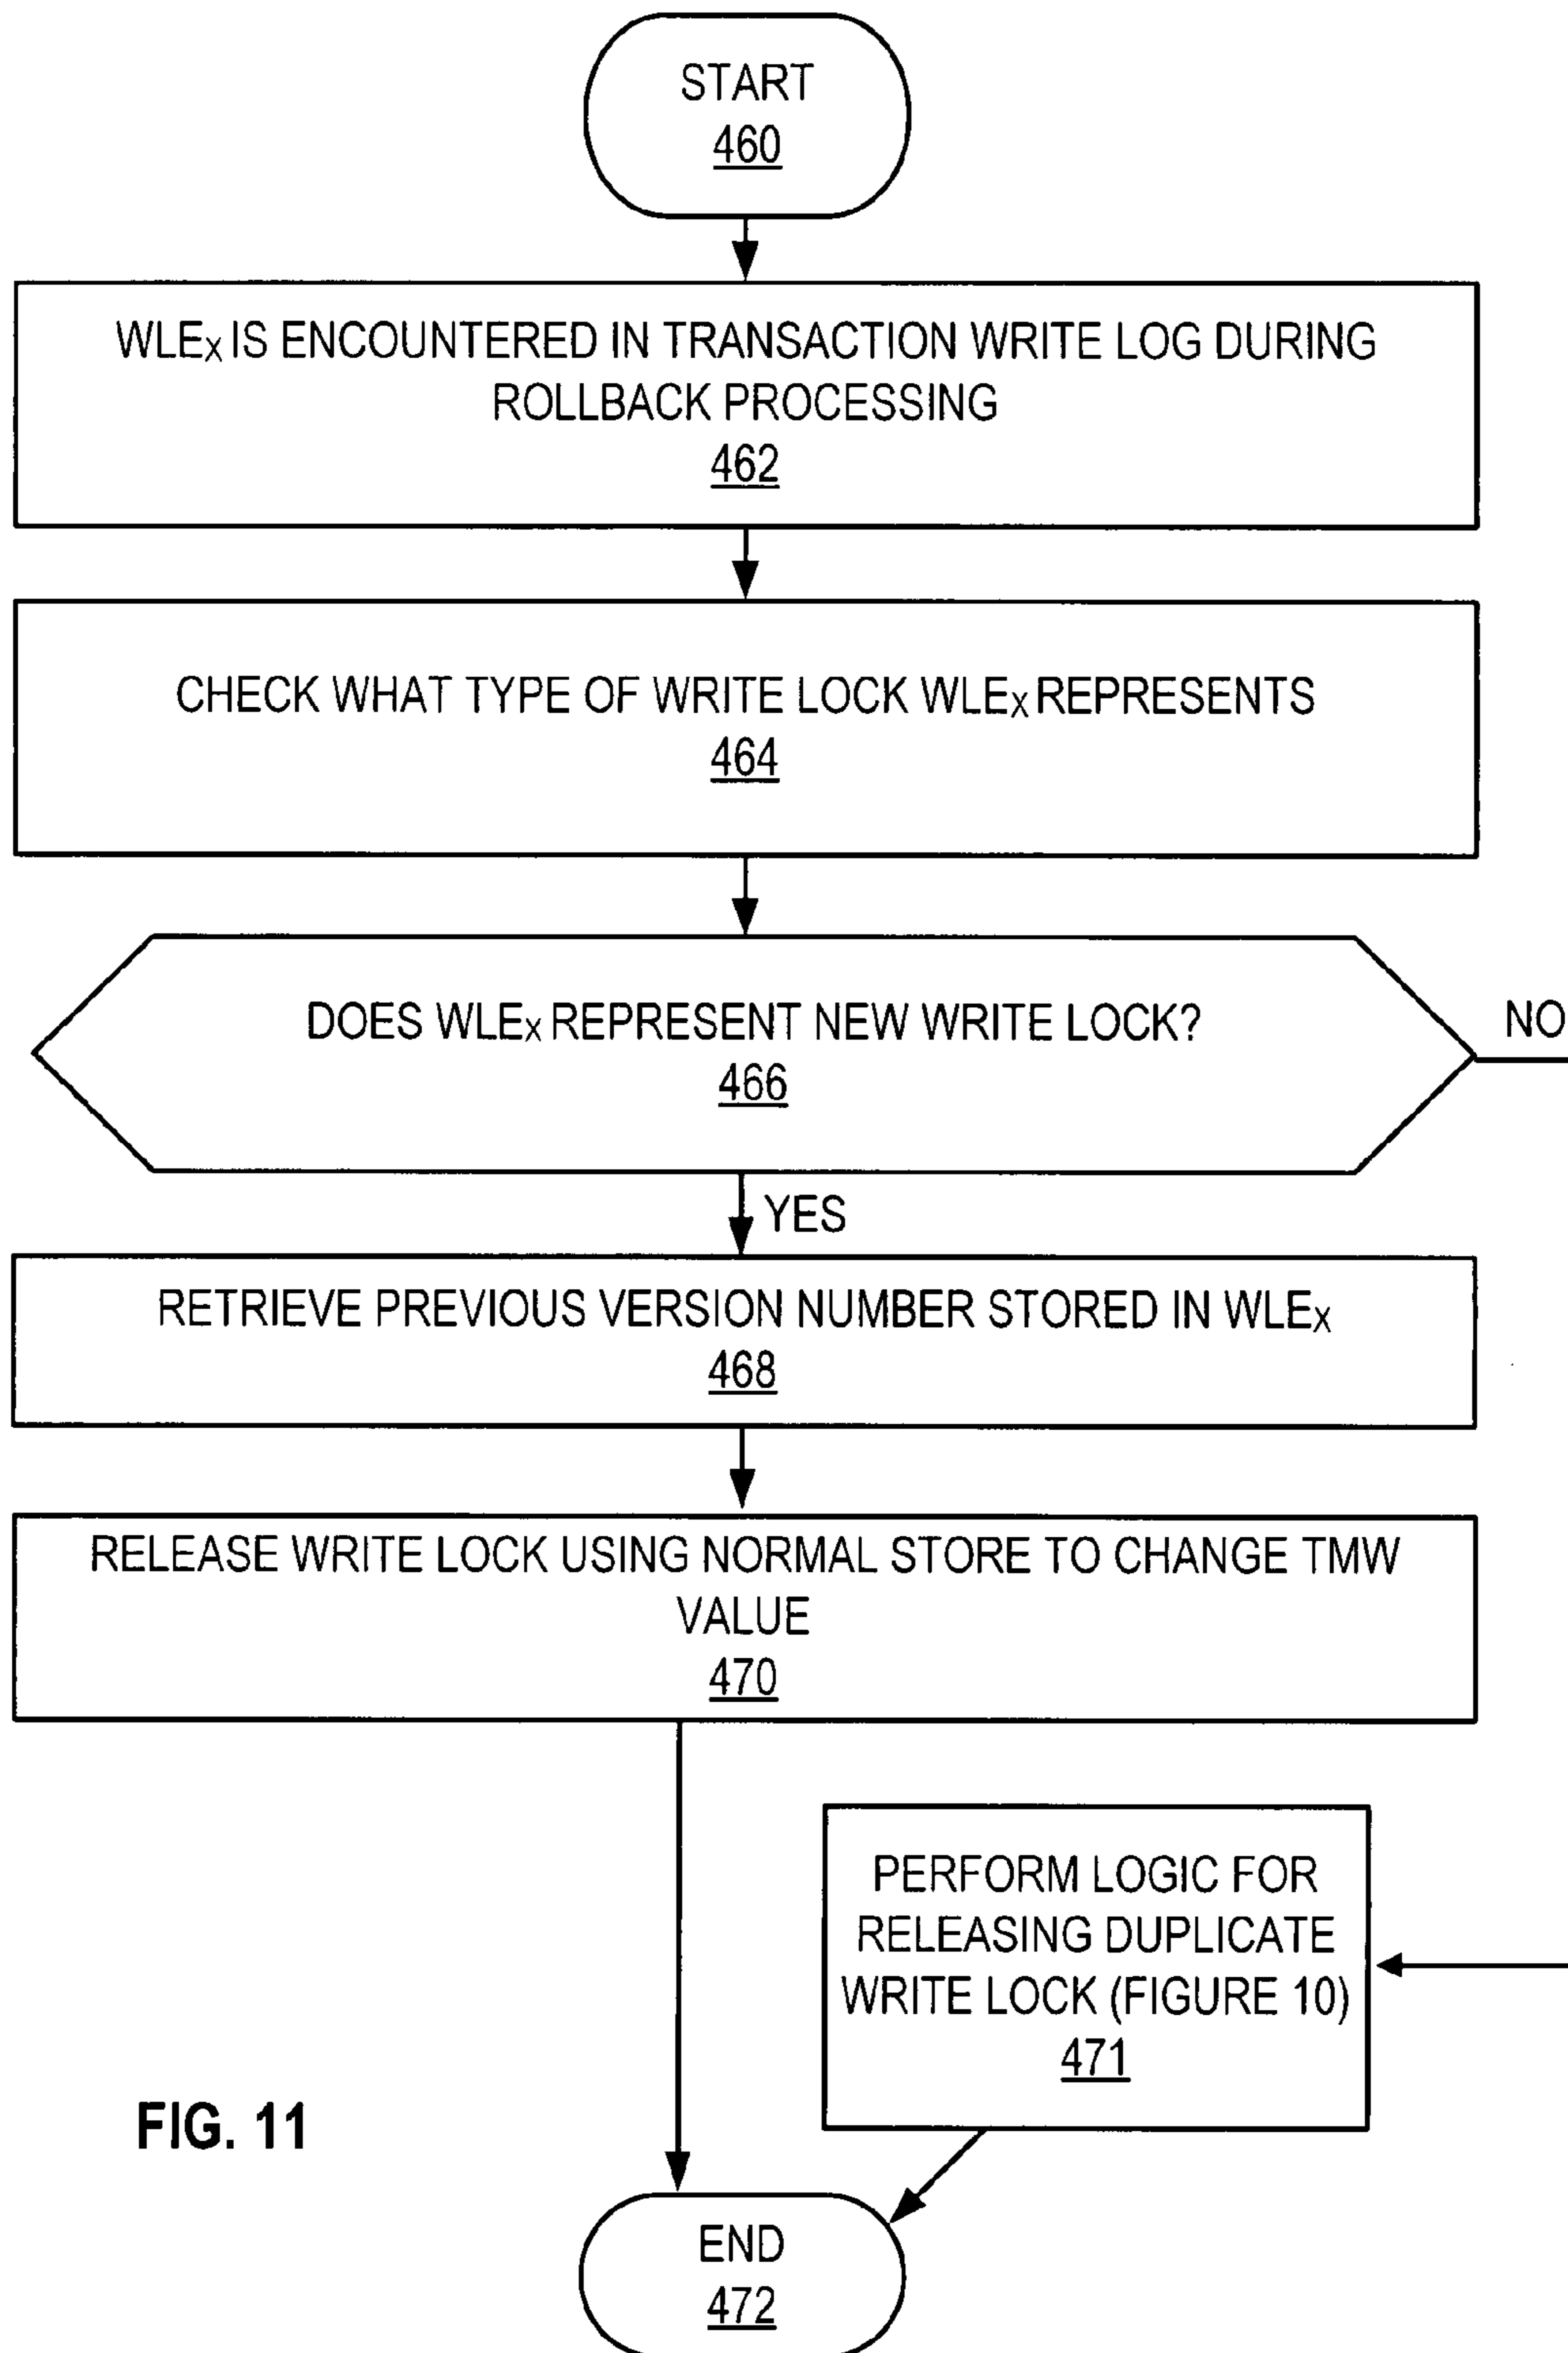 START
460
WLEX IS ENCOUNTERED IN TRANSACTION WRITE LOG DURING
ROLLBACK PROCESSING
462
CHECK WHAT TYPE OF WRITE LOCK WLEX REPRESENTS
464
DOES WLEX REPRESENT NEW WRITE LOCK?
466
NO
YES
RETRIEVE PREVIOUS VERSION NUMBER STORED IN WLEX
468
RELEASE WRITE LOCK USING NORMAL STORE TO CHANGE TMW
VALUE
470
PERFORM LOGIC FOR
RELEASING DUPLICATE
WRITE LOCK (FIGURE 10)
471
FIG. 11
END
472